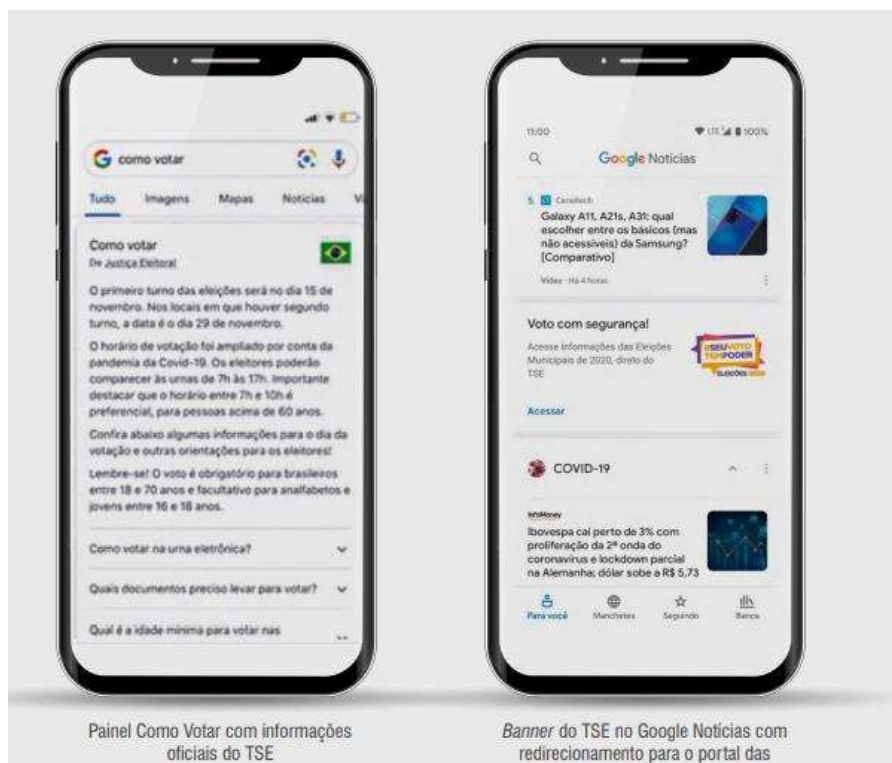 como votar
Tudo Imagens Mapas Notícias
Como votar
De Justiça Eleitoral
O primeiro turno das eleições será no dia 15 de
novembro. Nos locais em que houver segundo
turno, a data é o dia 29 de novembro.
O horário de votação foi ampliado por conta da
pandemia da Covid-19. Os eleitores poderão
comparecer às urnas de 7h às 17h. Importante
destacar que o horário entre 7h e 10h é
preferencial, para pessoas acima de 60 anos.
Confira abaixo algumas informações para o dia da
votação e outras orientações para os eleitores!
Lembre-se! O voto é obrigatório para brasileiros
entre 18 e 70 anos e facultativo para analfabetos e
jovens entre 16 e 18 anos.
Como votar na urna eletrônica?
Quais documentos preciso levar para votar?
Qual é a idade mínima para votar nas
Painel Como Votar com informações
oficiais do TSE
11:00 LTE 100%
Google Notícias
5. Canaltech
Galaxy A11, A21s, A31: qual
escolher entre os básicos (mas
não acessíveis) da Samsung?
[Comparativo]
Vídeo · Há 4 horas
Voto com segurança!
Acesse informações das Eleições
Municipais de 2020, direto do
TSE
#SEUVOTO
TEMPODER
ELEIÇÕES 2020
Acessar
COVID-19
InfoMoney
Ibovespa cai perto de 3% com
proliferação da 2ª onda do
coronavírus e lockdown parcial
na Alemanha; dólar sobe a R$ 5,73
Para você Manchetes Seguindo Banca
Banner do TSE no Google Notícias com
redirecionamento para o portal das